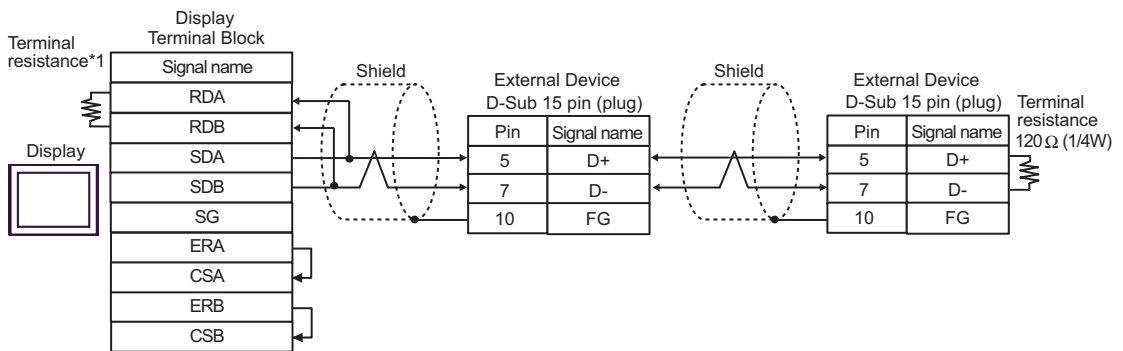 Display
Terminal Block
Terminal
resistance*1
Signal name
RDA
RDB
SDA
SDB
SG
ERA
CSA
ERB
CSB
Display
Shield
External Device
D-Sub 15 pin (plug)
Pin Signal name
5 D+
7 D-
10 FG
Shield
External Device
D-Sub 15 pin (plug)
Pin Signal name
5 D+
7 D-
10 FG
Terminal
resistance
120Ω (1/4W)